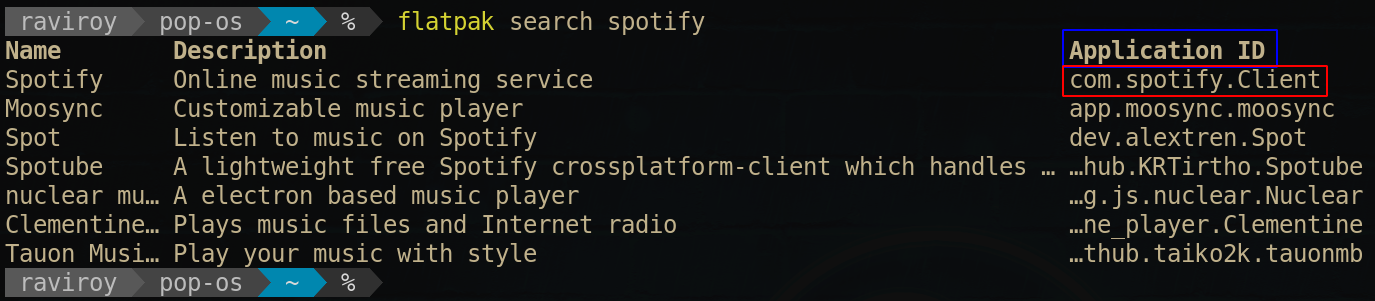 raviroy pop-os ~ % flatpak search spotify
Name Description Application ID
Spotify Online music streaming service com.spotify.Client
Moosync Customizable music player app.moosync.moosync
Spot Listen to music on Spotify dev.alextren.Spot
Spotube A lightweight free Spotify crossplatform-client which handles … …hub.KRTirtho.Spotube
nuclear mu… A electron based music player …g.js.nuclear.Nuclear
Clementine… Plays music files and Internet radio …ne_player.Clementine
Tauon Musi… Play your music with style …thub.taiko2k.tauonmb
raviroy pop-os ~ %